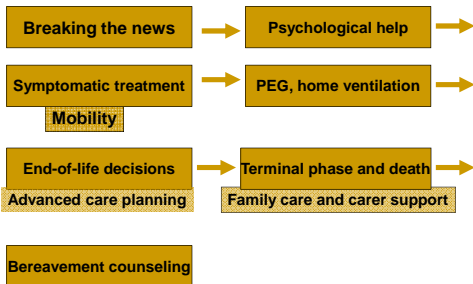 Breaking the news
Psychological help
Symptomatic treatment
PEG, home ventilation
Mobility
End-of-life decisions
Terminal phase and death
Advanced care planning
Family care and carer support
Bereavement counseling